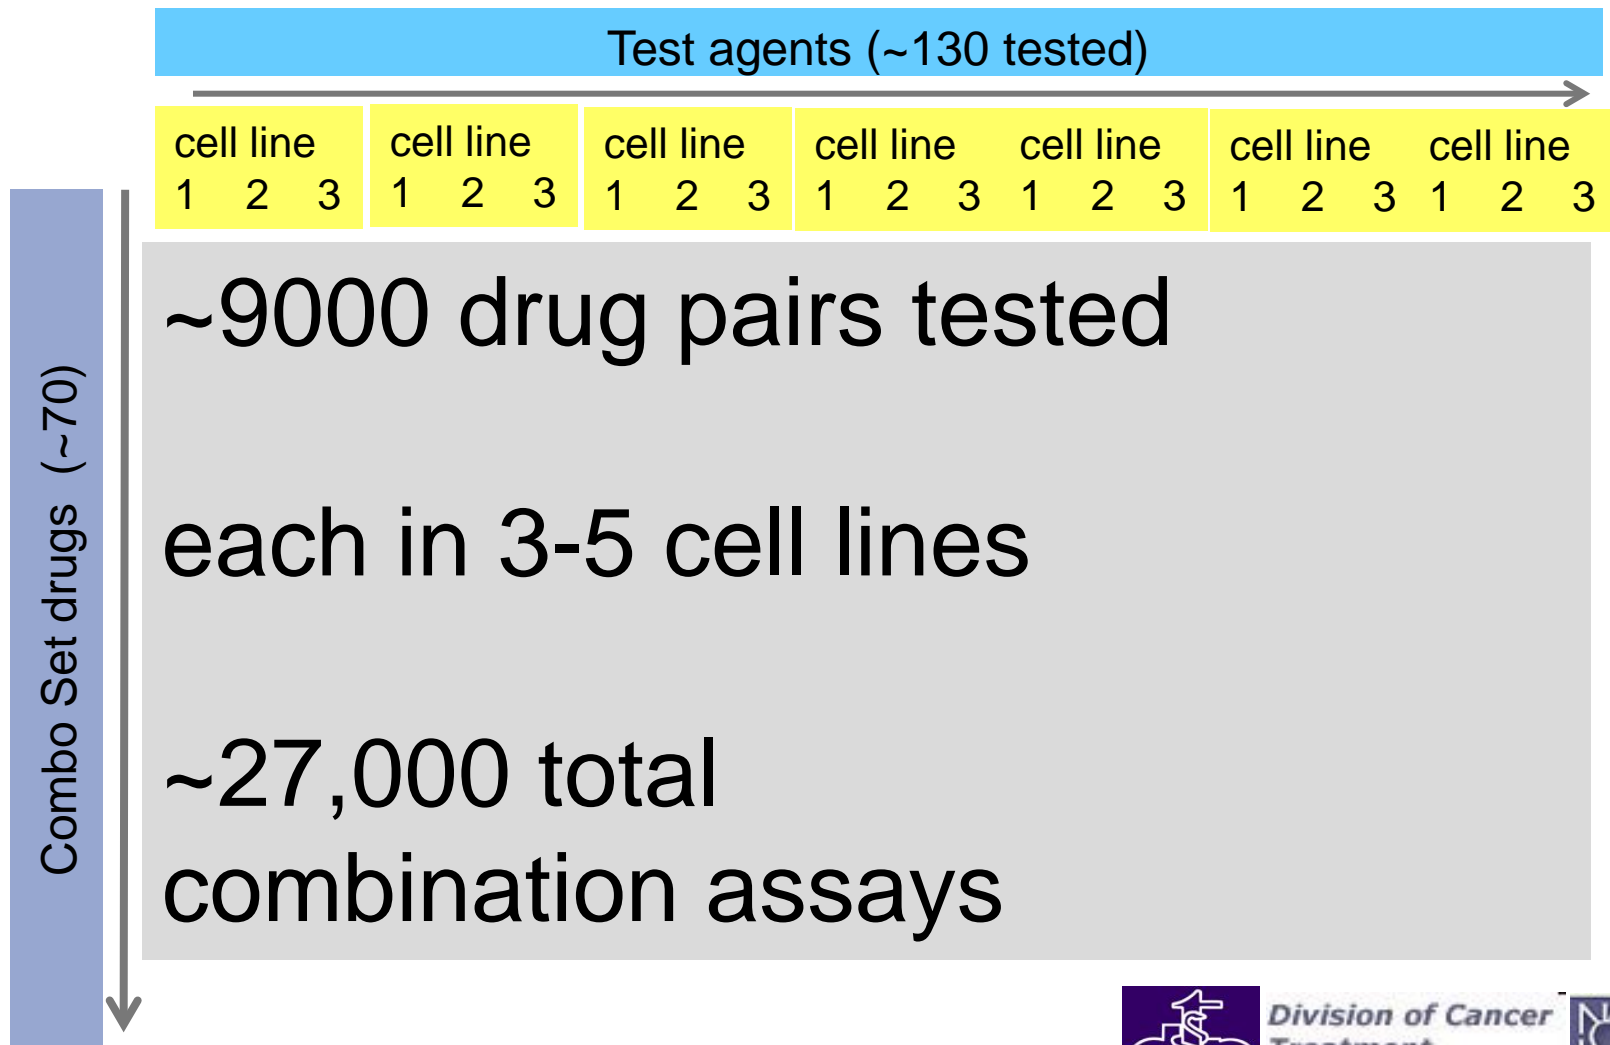 Test agents (~130 tested)
cell line cell line cell line cell line cell line cell line cell line
1 2 3 1 2 3 1 2 3 1 2 3 1 2 3 1 2 3 1 2 3
Combo Set drugs (~70)
~9000 drug pairs tested
each in 3-5 cell lines
~27,000 total
combination assays
Division of Cancer
Treatment